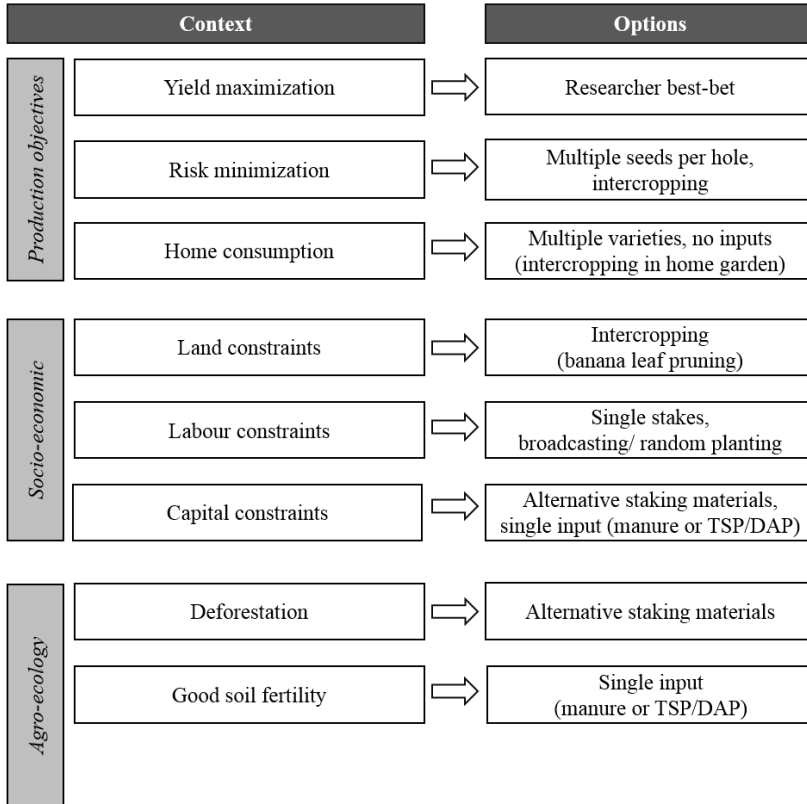 Context
Options
Production objectives
Yield maximization
Researcher best-bet
Risk minimization
Multiple seeds per hole,
intercropping
Home consumption
Multiple varieties, no inputs
(intercropping in home garden)
Socio-economic
Land constraints
Intercropping
(banana leaf pruning)
Labour constraints
Single stakes,
broadcasting/ random planting
Capital constraints
Alternative staking materials,
single input (manure or TSP/DAP)
Agro-ecology
Deforestation
Alternative staking materials
Good soil fertility
Single input
(manure or TSP/DAP)